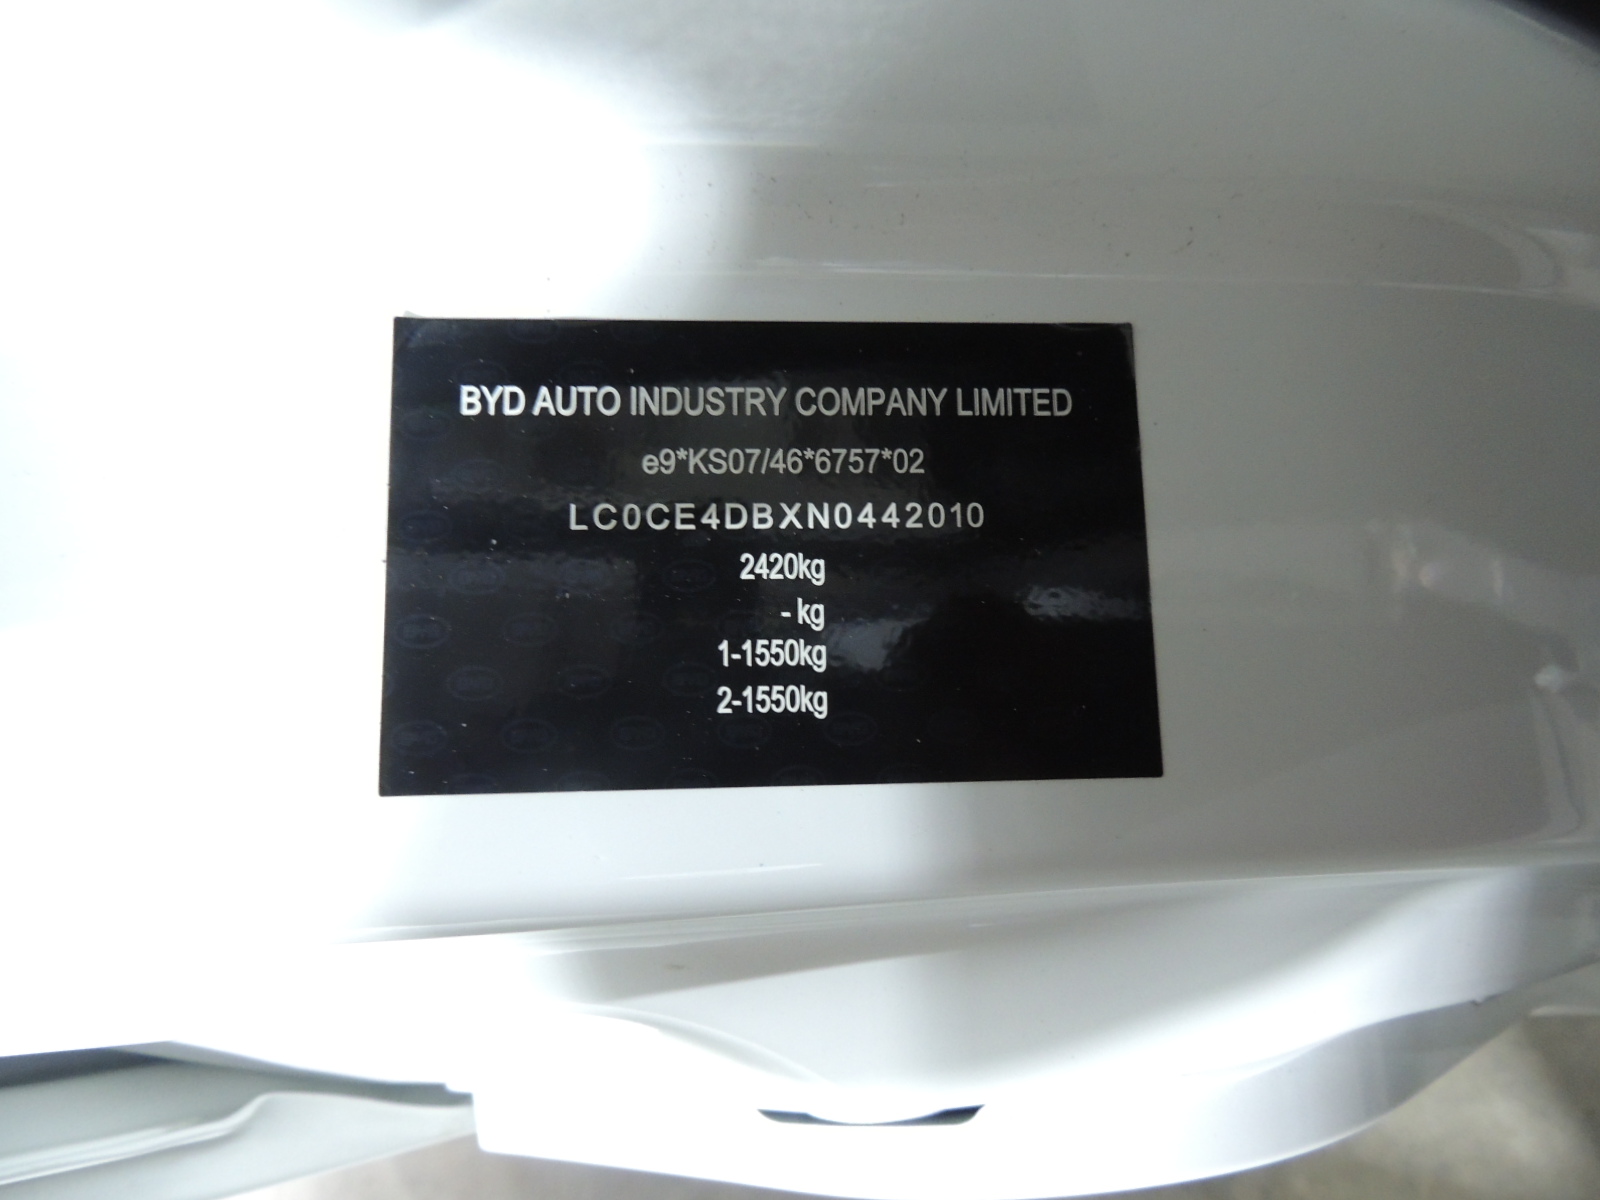 BYD AUTO INDUSTRY COMPANY LIMITED
e9*KS07/46*6757*02
LC0CE4DBXN0442010
2420kg
- kg
1-1550kg
2-1550kg